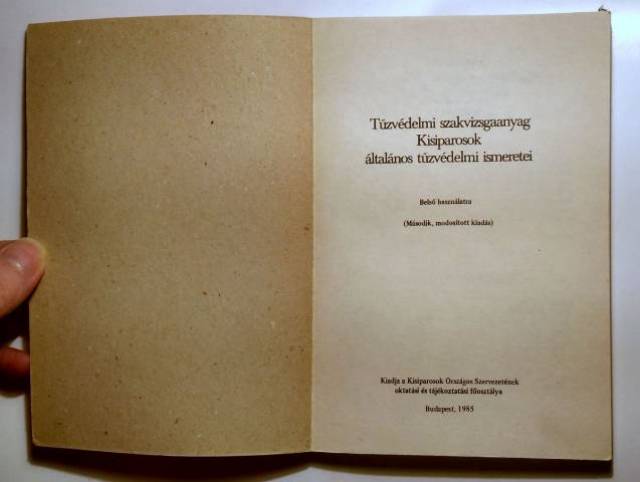 Tűzvédelmi szakvizsgaanyag
Kisiparosok
általános tűzvédelmi ismeretei
Belső használatra
(Második, modosított kiadás)
Kiadja a Kisiparosok Országos Szervezetének
oktatási és tájékoztatási főosztálya
Budapest, 1985